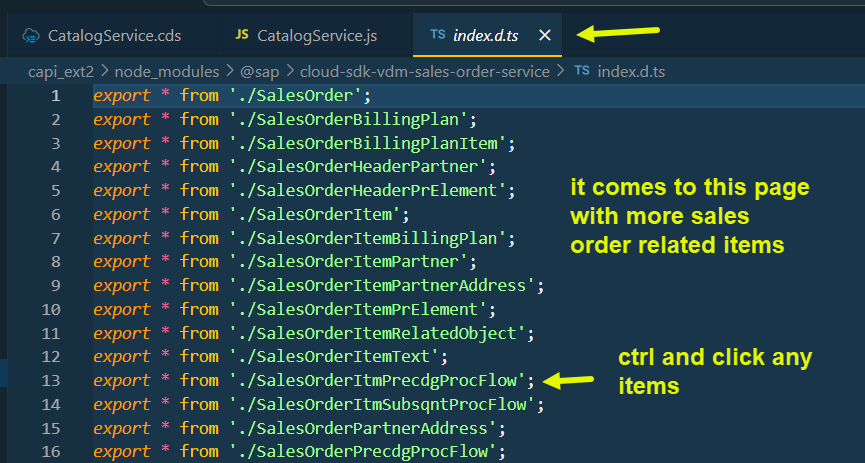 CatalogService.cds
JS CatalogService.js
TS index.d.ts
capi_ext2 > node_modules > @sap > cloud-sdk-vdm-sales-order-service > TS index.d.ts
1 export * from './SalesOrder';
2 export * from './SalesOrderBillingPlan';
3 export * from './SalesOrderBillingPlanItem';
4 export * from './SalesOrderHeaderPartner';
5 export * from './SalesOrderHeaderPrElement';
6 export * from './SalesOrderItem';
7 export * from './SalesOrderItemBillingPlan';
8 export * from './SalesOrderItemPartner';
9 export * from './SalesOrderItemPartnerAddress';
10 export * from './SalesOrderItemPrElement';
11 export * from './SalesOrderItemRelatedObject';
12 export * from './SalesOrderItemText';
13 export * from './SalesOrderItmPrecdgProcFlow';
14 export * from './SalesOrderItmSubsqntProcFlow';
15 export * from './SalesOrderPartnerAddress';
16 export * from './SalesOrderPrecdgProcFlow';
it comes to this page
with more sales
order related items
ctrl and click any
items